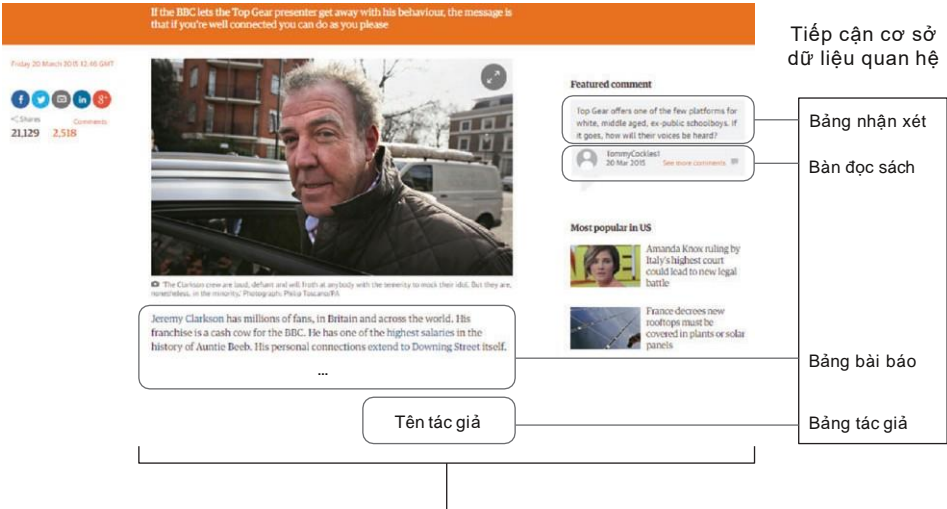 If the BBC lets the Top Gear presenter get away with his behaviour, the message is
that if you're well connected you can do as you please
Friday 20 March 2015 12.46 GMT
Shares
Comments
21,129
2,518
'The Clarkson crew are loud, defiant and will froth at anybody with the temerity to mock their idol. But they are,
nonetheless, in the minority.' Photograph: Philip Toscano/PA
Jeremy Clarkson has millions of fans, in Britain and across the world. His
franchise is a cash cow for the BBC. He has one of the highest salaries in the
history of Auntie Beeb. His personal connections extend to Downing Street itself.
...
Tên tác giả
Featured comment
Top Gear offers one of the few platforms for
white, middle aged, ex-public schoolboys. If
it goes, how will their voices be heard?
TommyCockles1
20 Mar 2015
See more comments
Most popular in US
Amanda Knox ruling by
Italy's highest court
could lead to new legal
battle
France decrees new
rooftops must be
covered in plants or solar
panels
Tiếp cận cơ sở
dữ liệu quan hệ
Bảng nhận xét
Bàn đọc sách
Bảng bài báo
Bảng tác giả